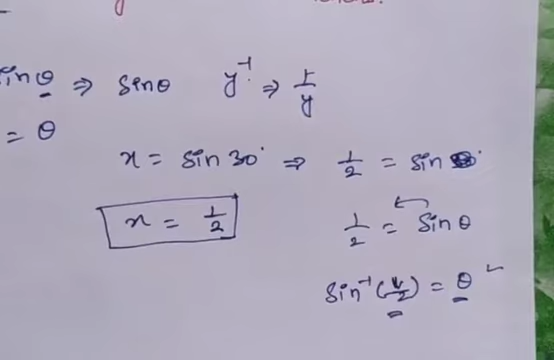 sinθ ⇒ sinθ y⁻¹ ⇒ 1/y
= θ
x = sin 30° ⇒ 1/2 = sin
x = 1/2
1/2 = sinθ
sin⁻¹(1/2) = θ